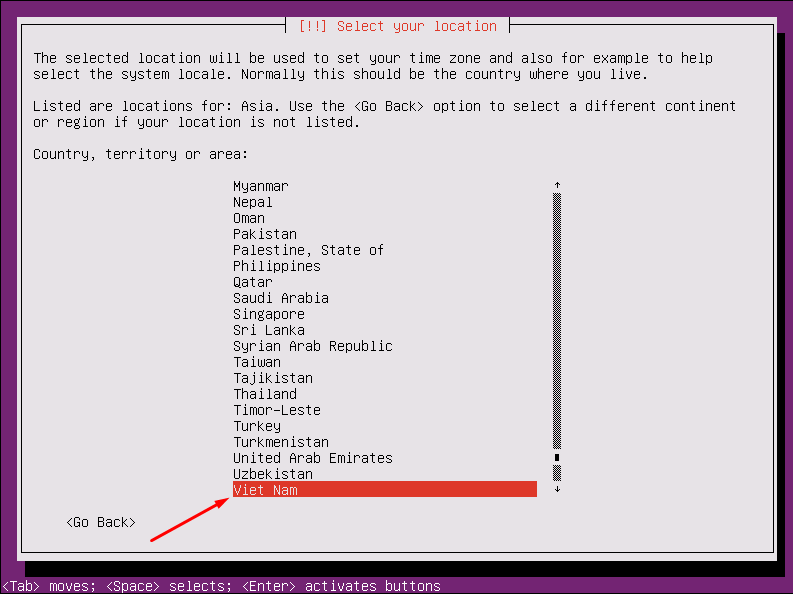 [!!] Select your location
The selected location will be used to set your time zone and also for example to help
select the system locale. Normally this should be the country where you live.
Listed are locations for: Asia. Use the <Go Back> option to select a different continent
or region if your location is not listed.
Country, territory or area:
Myanmar
Nepal
Oman
Pakistan
Palestine, State of
Philippines
Qatar
Saudi Arabia
Singapore
Sri Lanka
Syrian Arab Republic
Taiwan
Tajikistan
Thailand
Timor-Leste
Turkey
Turkmenistan
United Arab Emirates
Uzbekistan
Viet Nam
<Go Back>
<Tab> moves; <Space> selects; <Enter> activates buttons